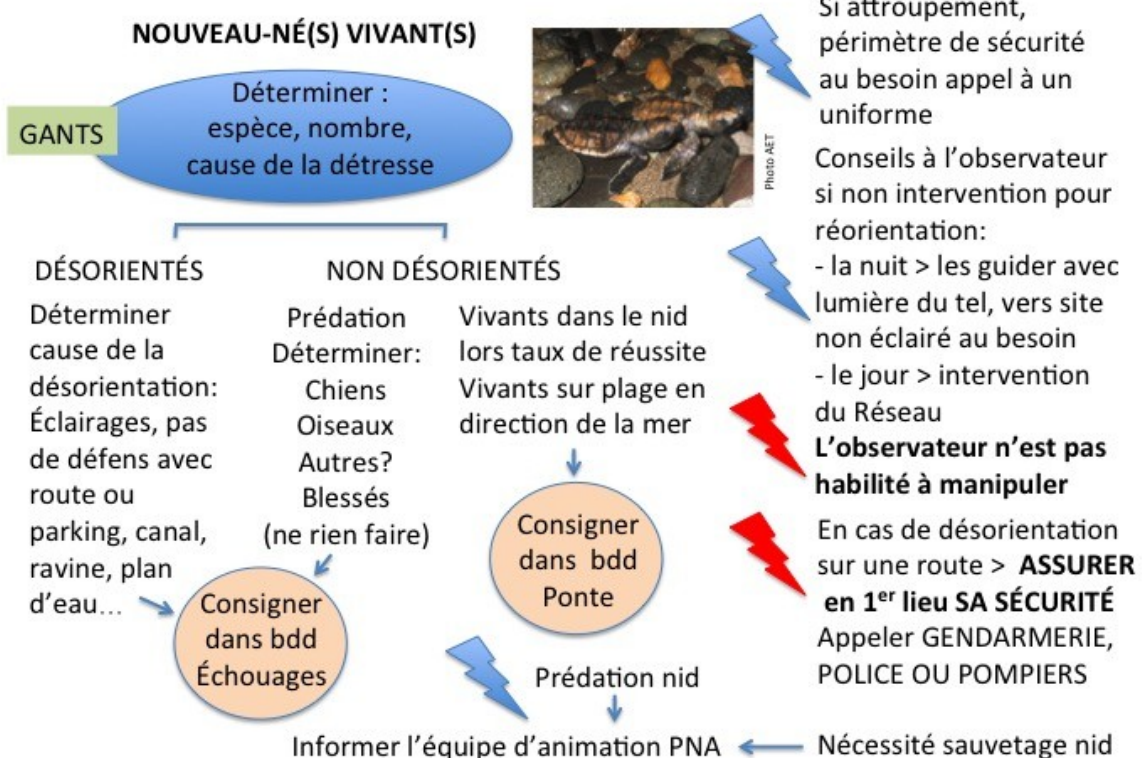 NOUVEAU-NÉ(S) VIVANT(S)
GANTS
Déterminer :
espèce, nombre,
cause de la détresse
Photo AET
DÉSORIENTÉS
Déterminer
cause de la
désorientation:
Éclairages, pas
de défens avec
route ou
parking, canal,
ravine, plan
d'eau...
NON DÉSORIENTÉS
Prédation
Déterminer:
Chiens
Oiseaux
Autres?
Blessés
(ne rien faire)
Vivants dans le nid
lors taux de réussite
Vivants sur plage en
direction de la mer
Consigner
dans bdd
Échouages
Consigner
dans bdd
Ponte
Prédation nid
Informer l'équipe d'animation PNA
Nécessité sauvetage nid
Si attroupement,
périmètre de sécurité
au besoin appel à un
uniforme
Conseils à l'observateur
si non intervention pour
réorientation:
- la nuit > les guider avec
lumière du tel, vers site
non éclairé au besoin
- le jour > intervention
du Réseau
L'observateur n'est pas
habilité à manipuler
En cas de désorientation
sur une route > ASSURER
en 1er lieu SA SÉCURITÉ
Appeler GENDARMERIE,
POLICE OU POMPIERS